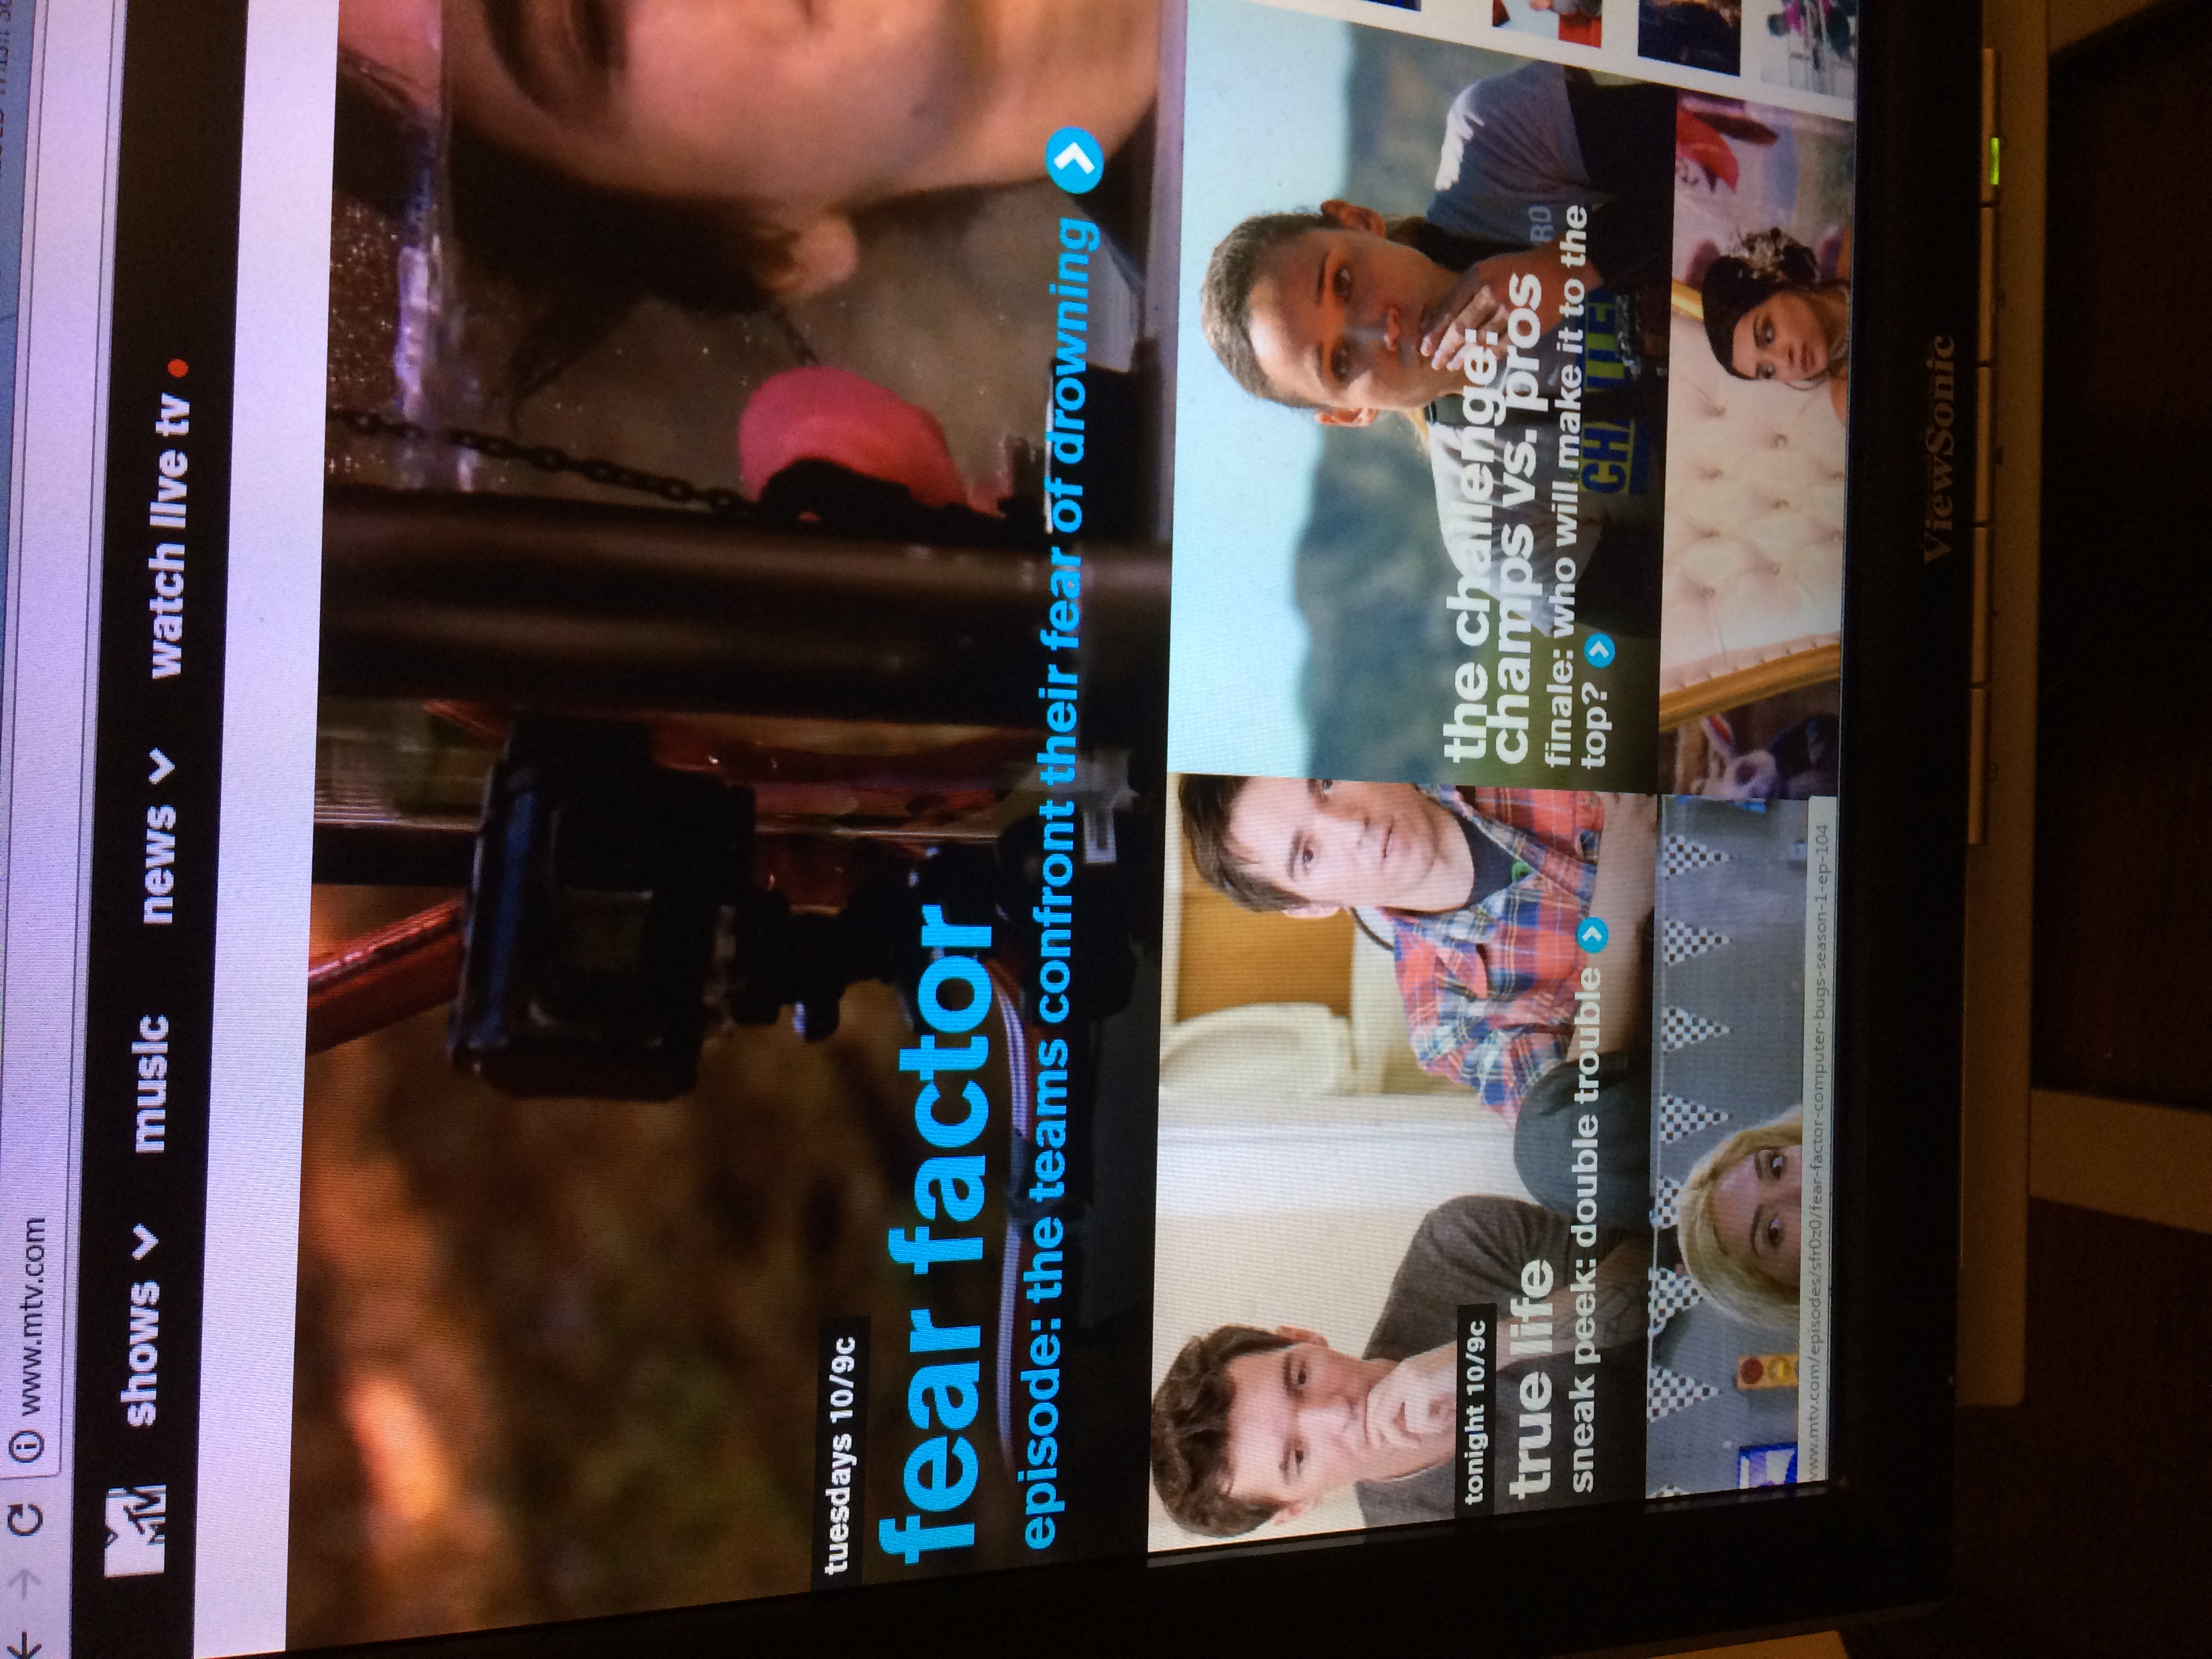 www.mtv.com
MTV
shows
music
news
watch live tv
tuesdays 10/9c
fear factor
episode: the teams confront their fear of drowning
tonight 10/9c
true life
sneak peek: double trouble
the challenge:
champs vs. pros
finale: who will make it to the
top?
RO
www.mtv.com/episodes/sfr0z0/fear-factor-computer-bugs-season-1-ep-104
ViewSonic